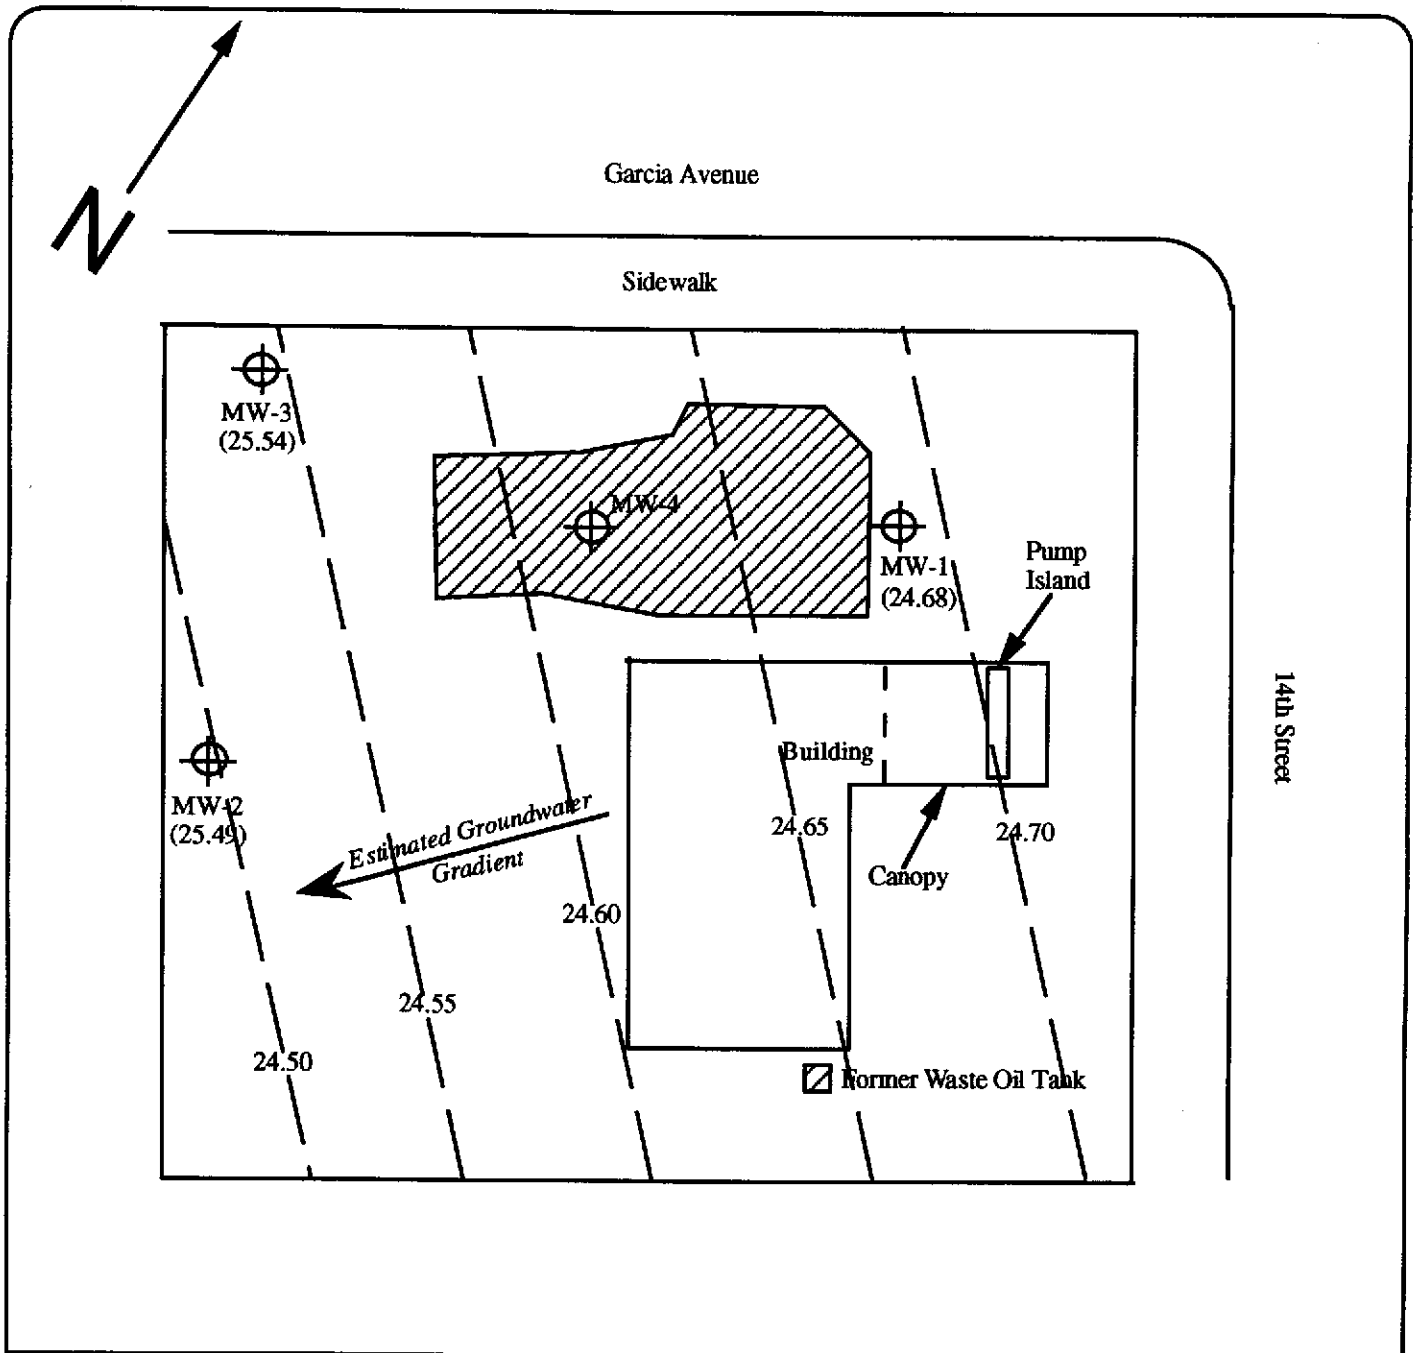 N
Garcia Avenue
Sidewalk
MW-3
(25.54)
MW-4
MW-1
(24.68)
Pump
Island
14th Street
MW-2
(25.49)
Building
Estimated Groundwater
Gradient
24.65
24.70
Canopy
24.60
24.55
24.50
Former Waste Oil Tank